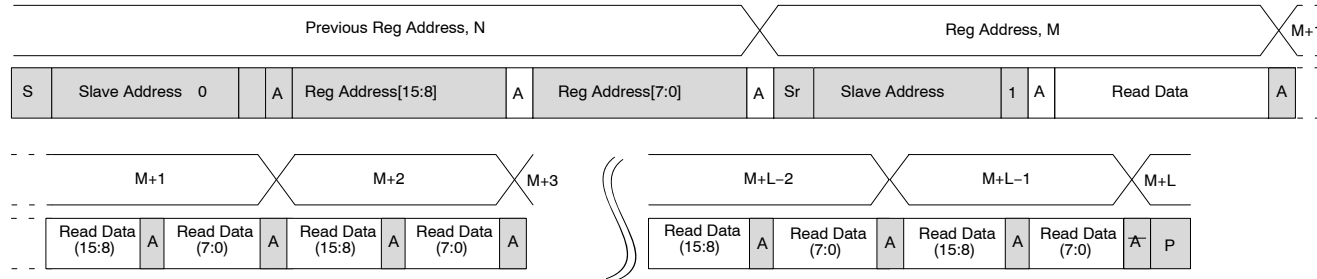 Previous Reg Address, N Reg Address, M M+1
S Slave Address 0 A Reg Address[15:8] A Reg Address[7:0] A Sr Slave Address 1 A Read Data A
M+1 M+2 M+3 M+L−2 M+L−1 M+L
Read Data (15:8) A Read Data (7:0) A Read Data (15:8) A Read Data (7:0) A Read Data (15:8) A Read Data (7:0) A Read Data (15:8) A Read Data (7:0) A P